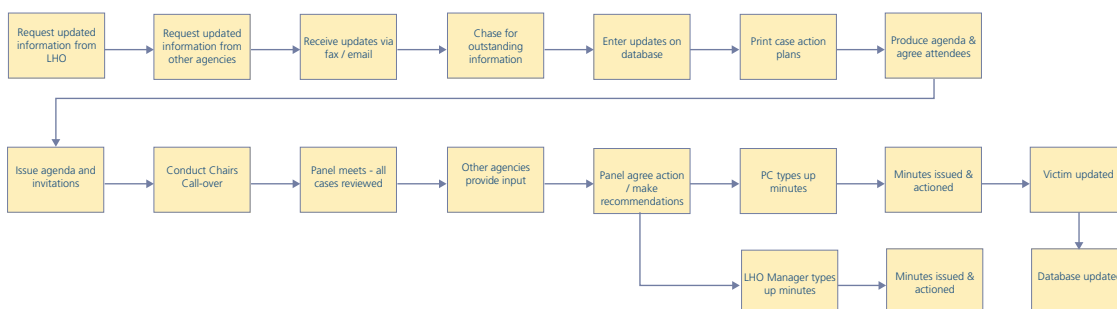 Request updated
information from
LHO
Request updated
information from
other agencies
Receive updates via
fax / email
Chase for
outstanding
information
Enter updates on
database
Print case action
plans
Produce agenda &
agree attendees
Issue agenda and
invitations
Conduct Chairs
Call-over
Panel meets - all
cases reviewed
Other agencies
provide input
Panel agree action
/ make
recommendations
PC types up
minutes
Minutes issued &
actioned
Victim updated
LHO Manager types
up minutes
Minutes issued &
actioned
Database updated